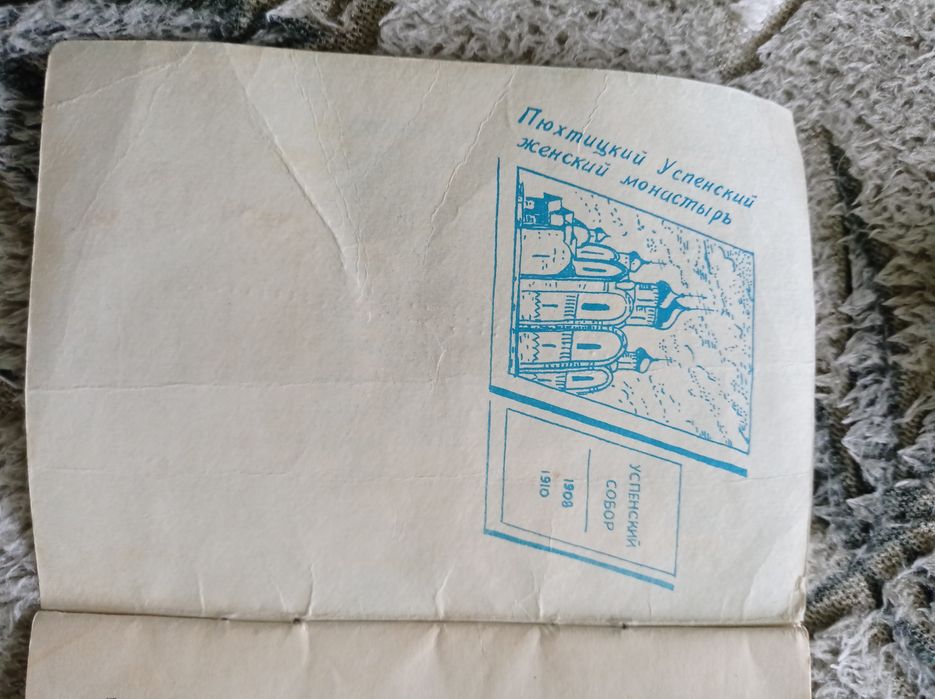 Пюхтицкий Успенский
женский монастырь
УСПЕНСКИЙ
СОБОР
1908
1910